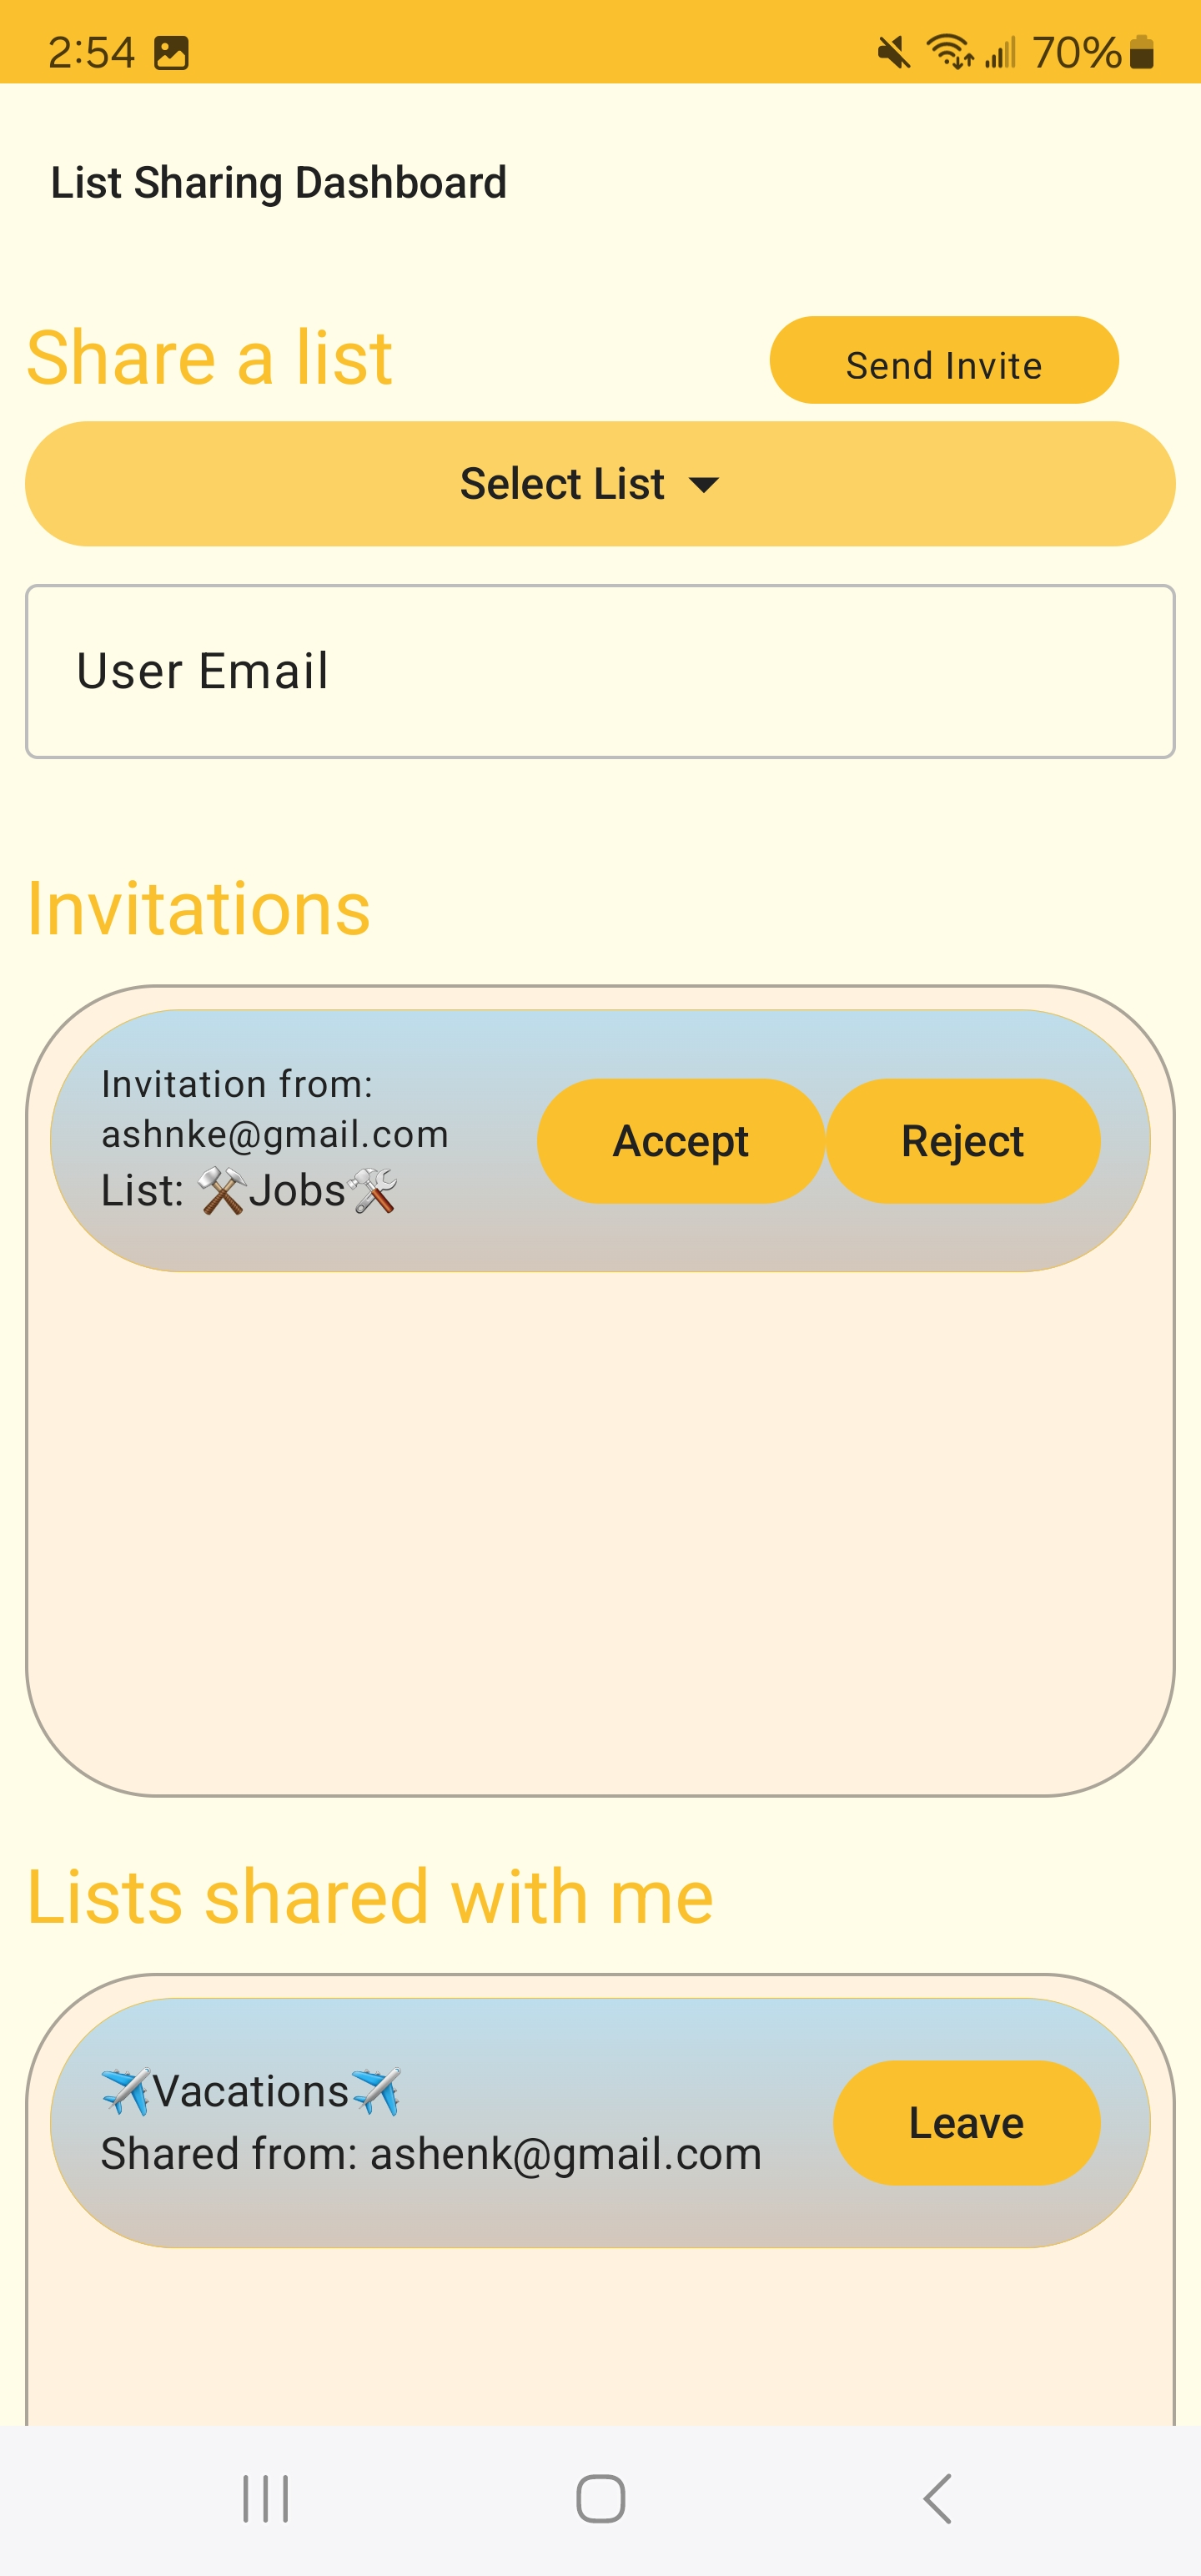 2:54 70%
List Sharing Dashboard
Share a list
Send Invite
Select List
User Email
Invitations
Invitation from:
ashnke@gmail.com
List: ⚒️Jobs🛠️
Accept
Reject
Lists shared with me
✈️Vacations✈️
Shared from: ashenk@gmail.com
Leave